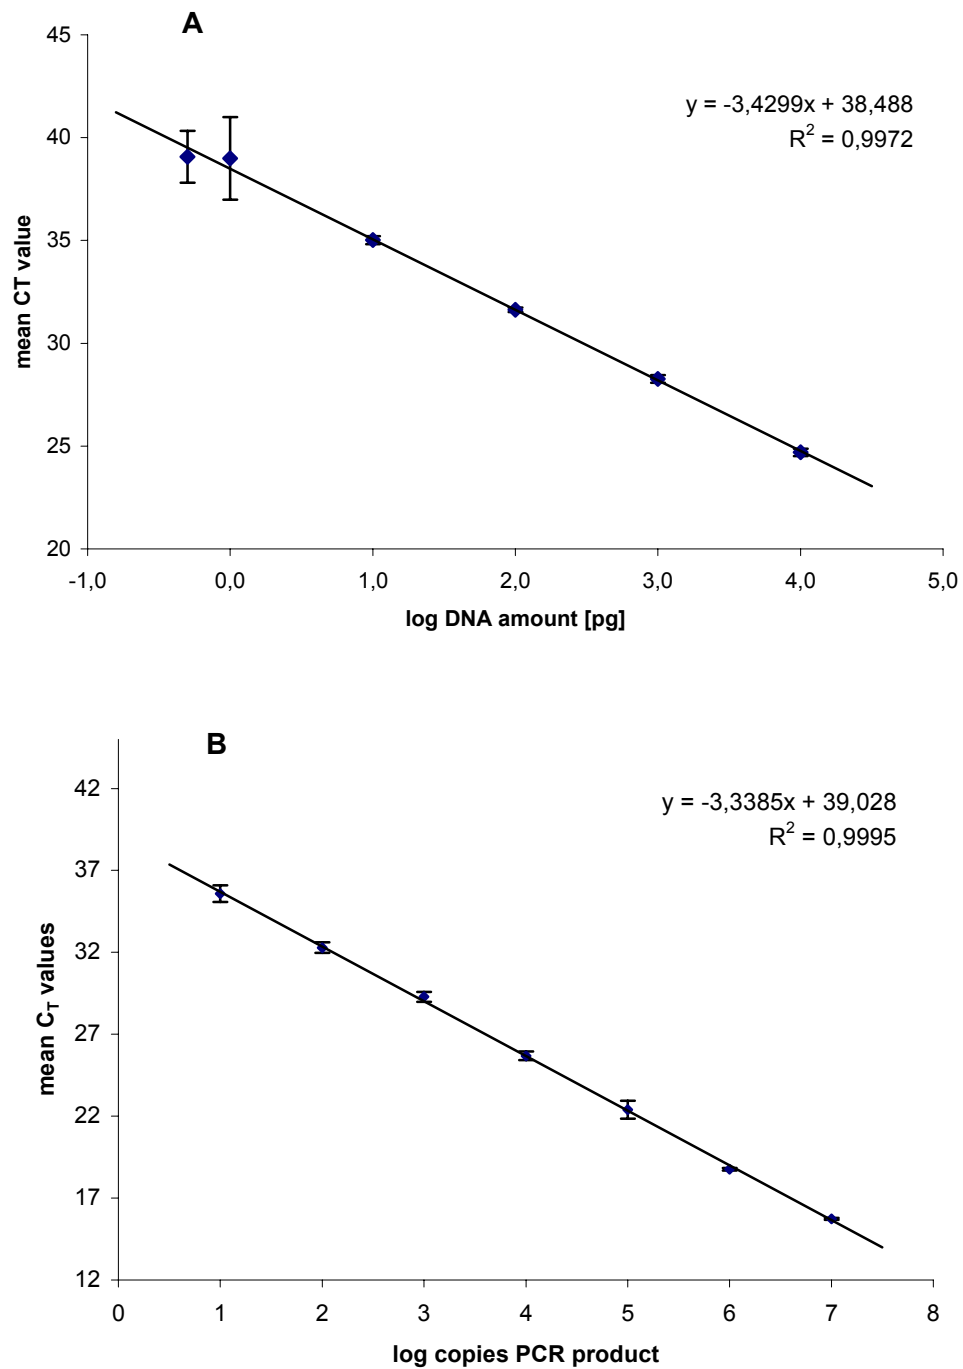 A
45
y = -3,4299x + 38,488
R² = 0,9972
40
35
30
25
20
mean CT value
-1,0 0,0 1,0 2,0 3,0 4,0 5,0
log DNA amount [pg]
B
42
y = -3,3385x + 39,028
R² = 0,9995
37
32
27
22
17
12
mean C_T values
0 1 2 3 4 5 6 7 8
log copies PCR product